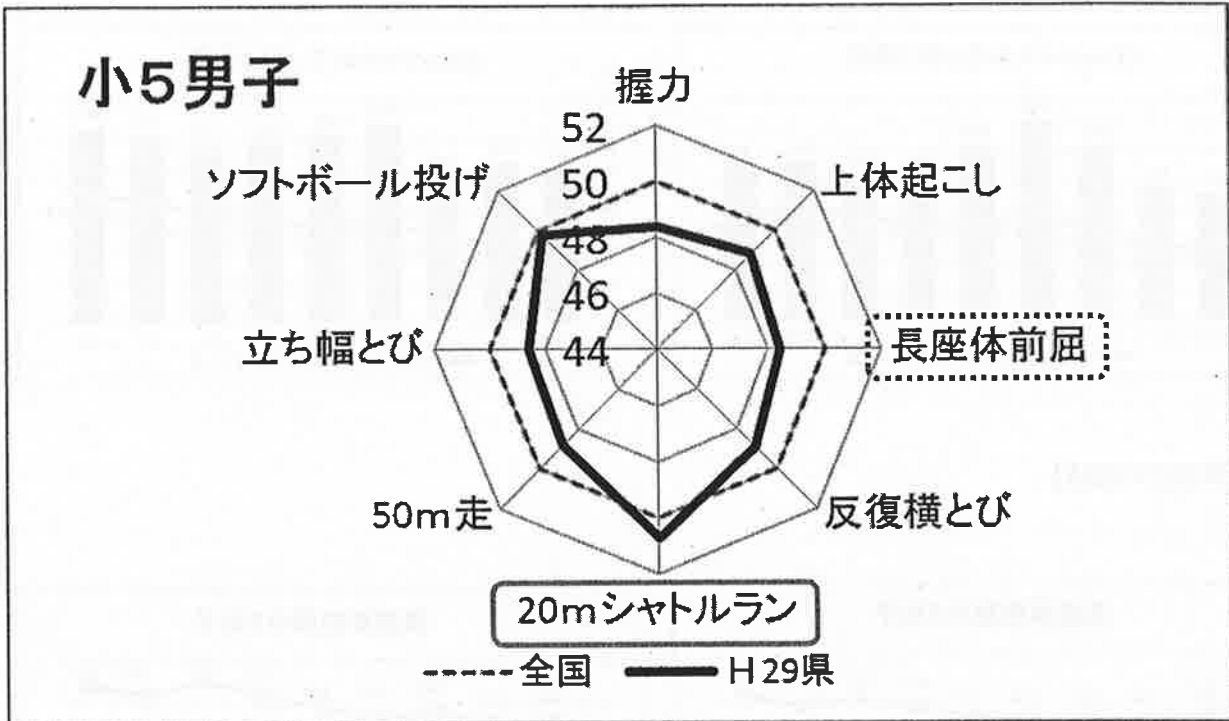 小5男子
握力
52
ソフトボール投げ
50
上体起こし
48
46
立ち幅とび
44
長座体前屈
50m走
反復横とび
20mシャトルラン
全国
H29県